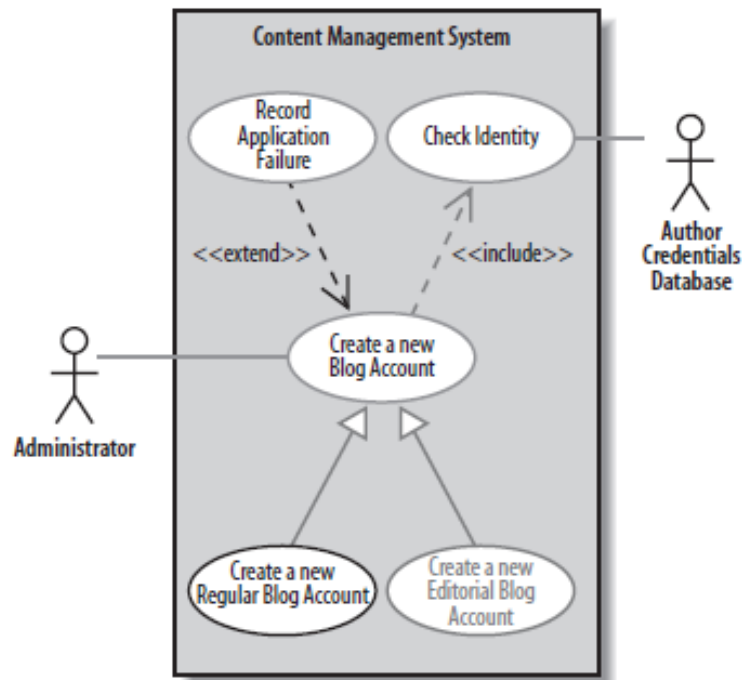 Content Management System
Record
Application
Failure
Check Identity
Author
Credentials
Database
<<extend>>
<<include>>
Create a new
Blog Account
Administrator
Create a new
Regular Blog Account
Create a new
Editorial Blog
Account